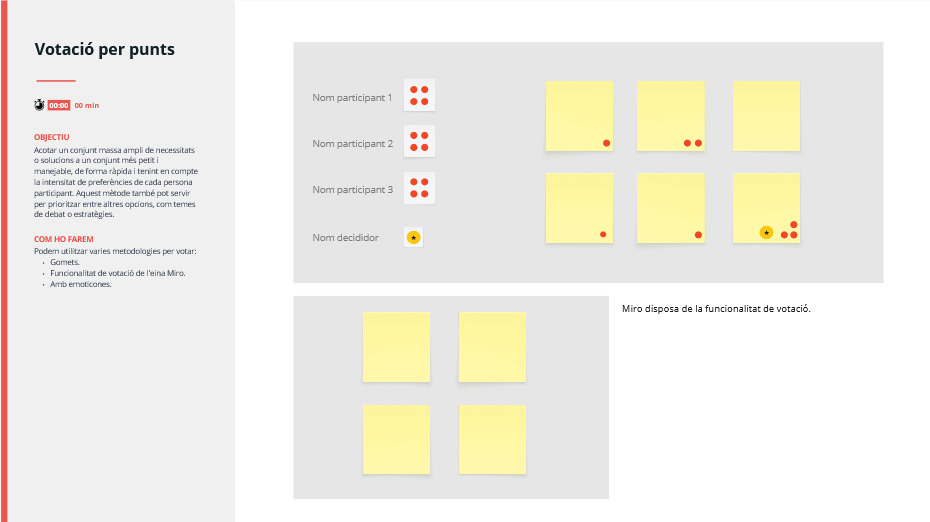 Votació per punts
00:00 00 min
OBJECTIU
Acotar un conjunt massa ampli de necessitats
o solucions a un conjunt més petit i
manejable, de forma ràpida i tenint en compte
la intensitat de preferències de cada persona
participant. Aquest mètode també pot servir
per prioritzar entre altres opcions, com temes
de debat o estratègies.
COM HO FAREM
Podem utilitzar varies metodologies per votar:
• Gomets.
• Funcionalitat de votació de l'eina Miro.
• Amb emoticones.
Nom participant 1
Nom participant 2
Nom participant 3
Nom decididor
Miro disposa de la funcionalitat de votació.